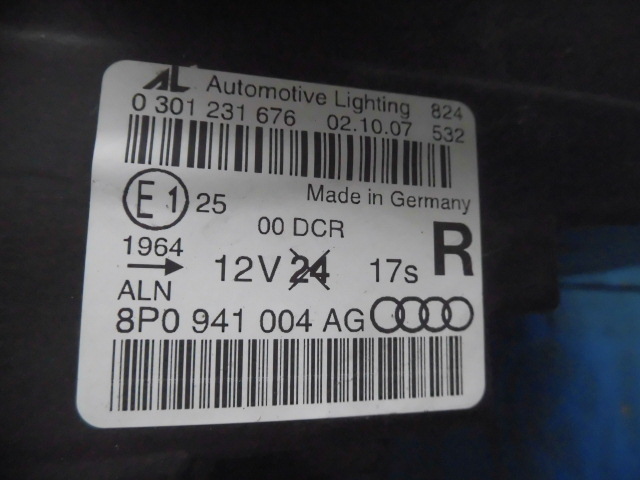 AL Automotive Lighting 824
0 301 231 676 02.10.07 532
Made in Germany
E1 25
00 DCR
R
1964
12V 24 17s
ALN
8P0 941 004 AG